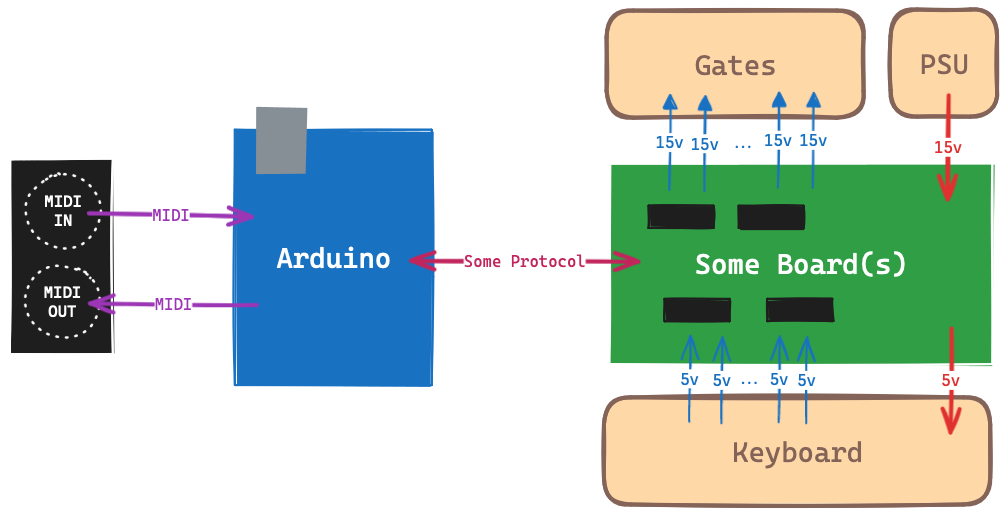 Gates
PSU
15v 15v ... 15v 15v
15v
MIDI
IN
MIDI
Arduino
Some Protocol
Some Board(s)
MIDI
OUT
MIDI
5v 5v ... 5v 5v
5v
Keyboard